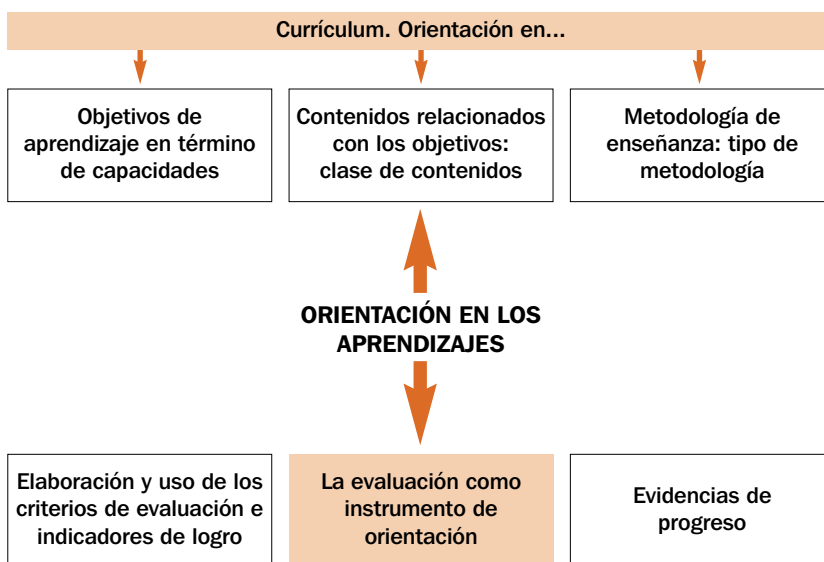 Currículum. Orientación en...
Objetivos de
aprendizaje en término
de capacidades
Contenidos relacionados
con los objetivos:
clase de contenidos
Metodología de
enseñanza: tipo de
metodología
ORIENTACIÓN EN LOS
APRENDIZAJES
Elaboración y uso de los
criterios de evaluación e
indicadores de logro
La evaluación como
instrumento de
orientación
Evidencias de
progreso